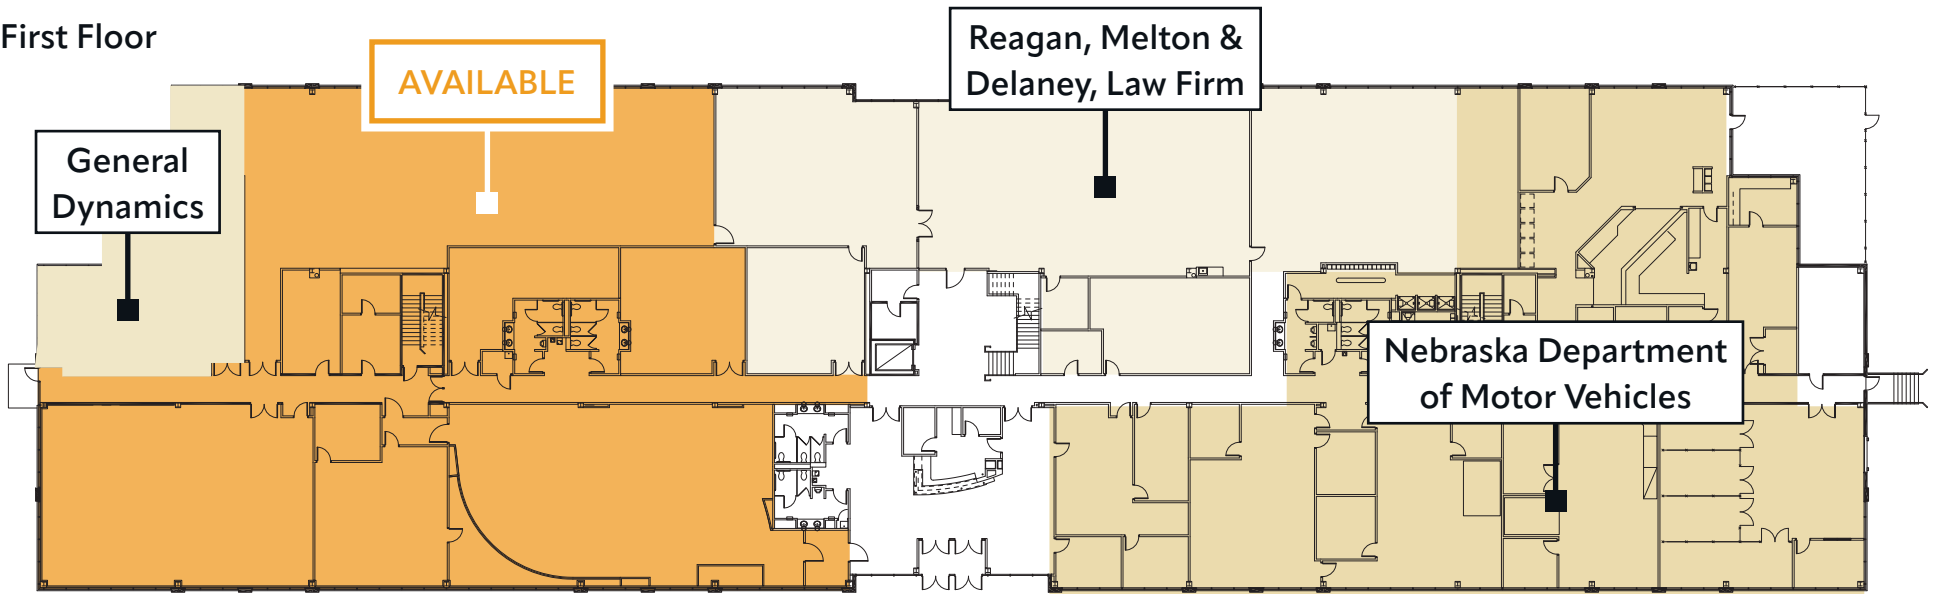 First Floor
AVAILABLE
Reagan, Melton &
Delaney, Law Firm
General
Dynamics
Nebraska Department
of Motor Vehicles